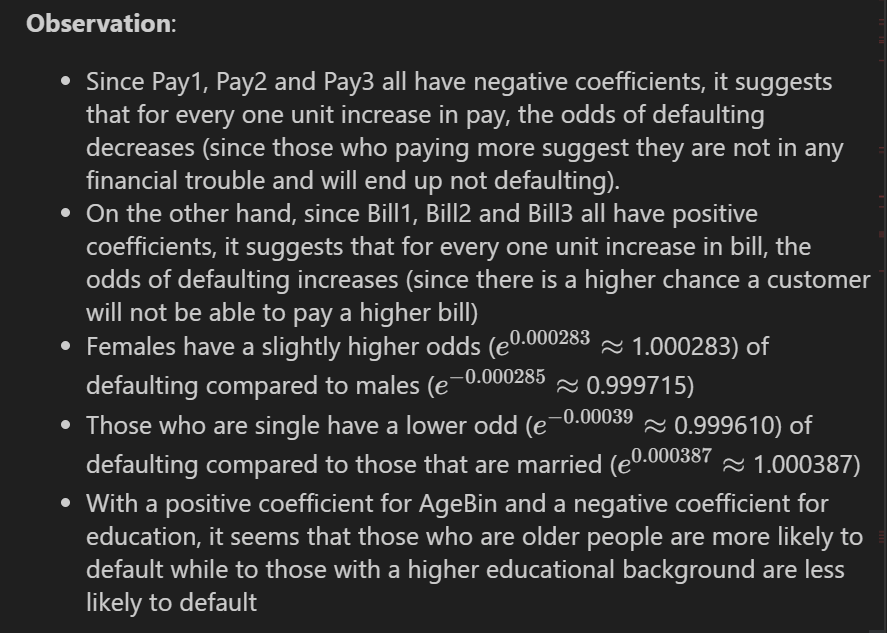 Observation:
• Since Pay1, Pay2 and Pay3 all have negative coefficients, it suggests
that for every one unit increase in pay, the odds of defaulting
decreases (since those who paying more suggest they are not in any
financial trouble and will end up not defaulting).
• On the other hand, since Bill1, Bill2 and Bill3 all have positive
coefficients, it suggests that for every one unit increase in bill, the
odds of defaulting increases (since there is a higher chance a customer
will not be able to pay a higher bill)
• Females have a slightly higher odds (e^0.000283 ≈ 1.000283) of
defaulting compared to males (e^−0.000285 ≈ 0.999715)
• Those who are single have a lower odd (e^−0.00039 ≈ 0.999610) of
defaulting compared to those that are married (e^0.000387 ≈ 1.000387)
• With a positive coefficient for AgeBin and a negative coefficient for
education, it seems that those who are older people are more likely to
default while to those with a higher educational background are less
likely to default